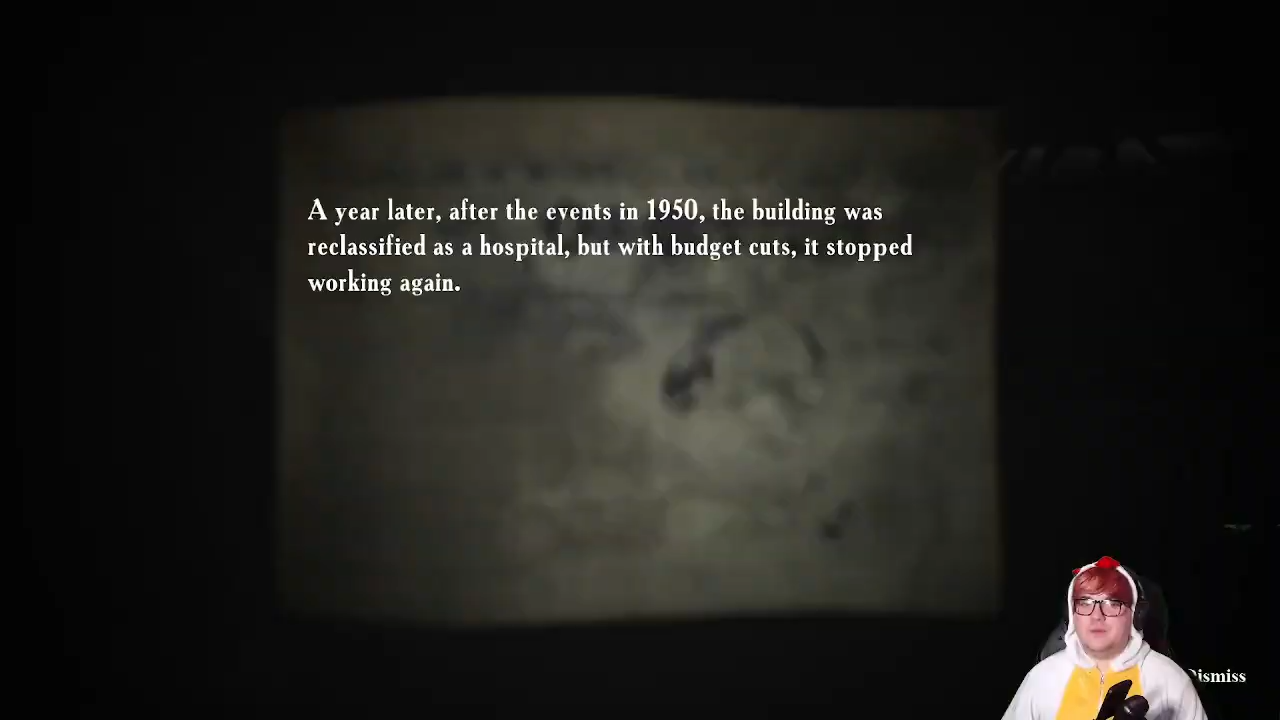 A year later, after the events in 1950, the building was
reclassified as a hospital, but with budget cuts, it stopped
working again.
Dismiss